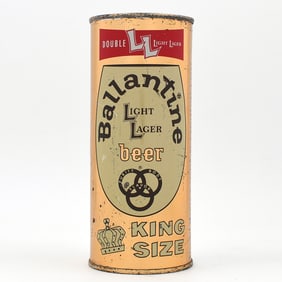 DOUBLE LL LIGHT LAGER
Ballantine
LIGHT
LAGER
beer
KING
SIZE